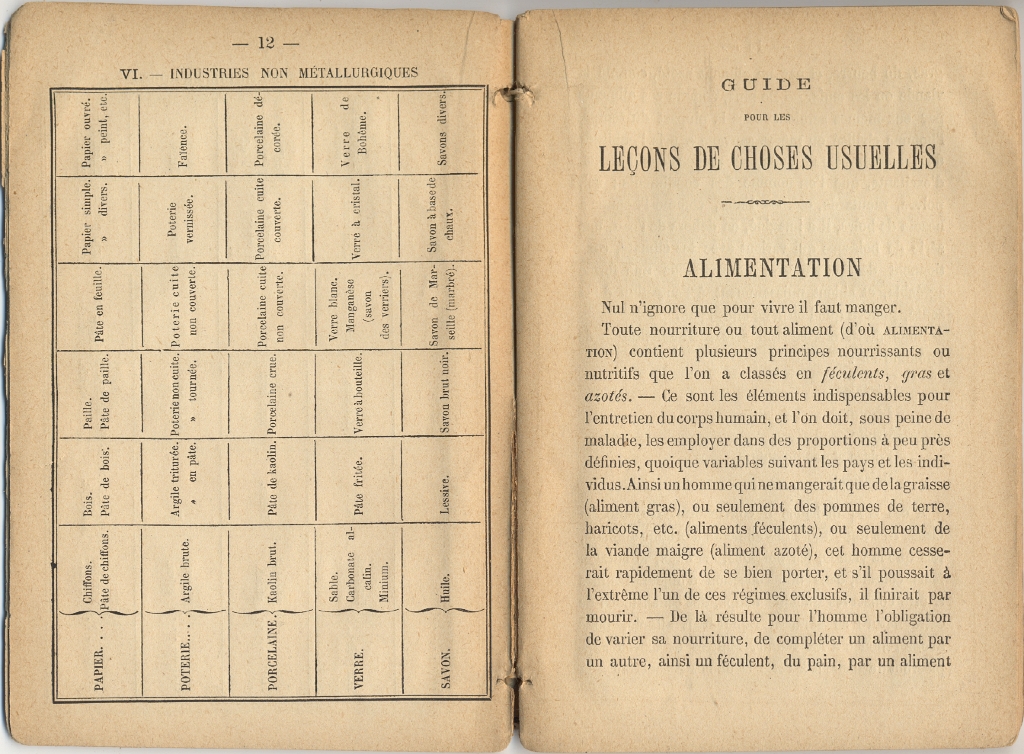 — 12 —
VI. — INDUSTRIES NON MÉTALLURGIQUES
PAPIER. . . .
Chiffons.
Pâte de chiffons.
Bois.
Pâte de bois.
Paille.
Pâte de paille.
Pâte en feuille.
Papier simple.
» divers.
Papier ouvré.
» peint, etc.
POTERIE. . . .
Argile brute.
Argile triturée.
» en pâte.
Poterie non cuite.
» tournée.
Poterie cuite
non couverte.
Poterie
vernissée.
Faïence.
PORCELAINE.
Kaolin brut.
Pâte de kaolin.
Porcelaine crue.
Porcelaine cuite
non couverte.
Porcelaine cuite
couverte.
Porcelaine dé-
corée.
VERRE.
Sable.
Carbonate al-
calin.
Minium.
Pâte frittée.
Verre à bouteille.
Verre blanc.
Manganèse
(savon
des verriers).
Verre à cristal.
Verre de
Bohême.
SAVON.
Huile.
Lessive.
Savon brut noir.
Savon de Mar-
seille (marbré).
Savon à base de
chaux.
Savons divers.
GUIDE
POUR LES
LEÇONS DE CHOSES USUELLES
ALIMENTATION
Nul n'ignore que pour vivre il faut manger.
Toute nourriture ou tout aliment (d'où ALIMENTA-
TION) contient plusieurs principes nourrissants ou
nutritifs que l'on a classés en féculents, gras et
azotés. — Ce sont les éléments indispensables pour
l'entretien du corps humain, et l'on doit, sous peine de
maladie, les employer dans des proportions à peu près
définies, quoique variables suivant les pays et les indi-
vidus. Ainsi un homme qui ne mangerait que de la graisse
(aliment gras), ou seulement des pommes de terre,
haricots, etc. (aliments féculents), ou seulement de
la viande maigre (aliment azoté), cet homme cesse-
rait rapidement de se bien porter, et s'il poussait à
l'extrême l'un de ces régimes exclusifs, il finirait par
mourir. — De là résulte pour l'homme l'obligation
de varier sa nourriture, de compléter un aliment par
un autre, ainsi un féculent, du pain, par un aliment